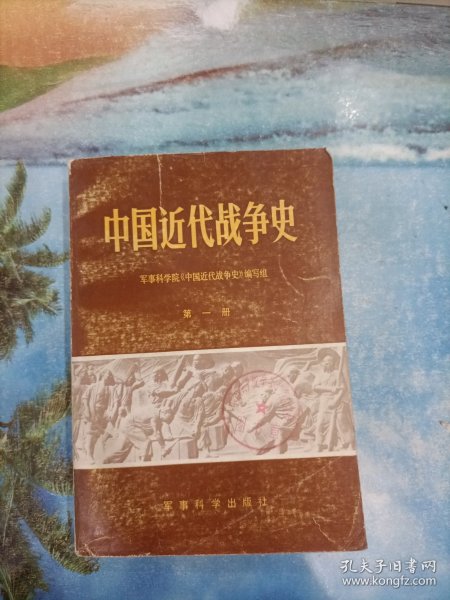 中国近代战争史
军事科学院《中国近代战争史》编写组
第一册
军事科学出版社
孔夫子旧书网
www.kongfz.com